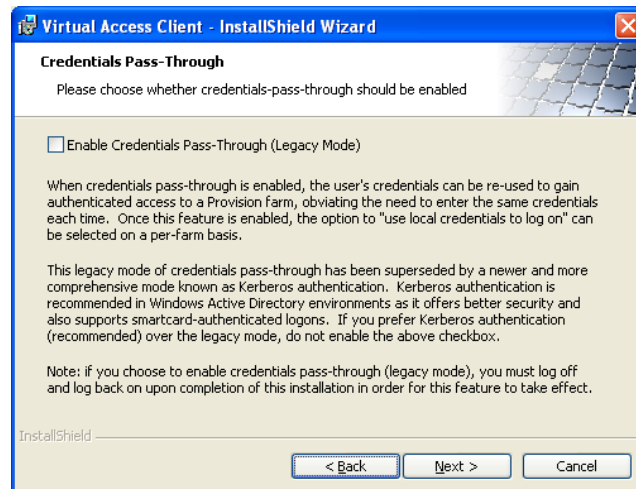 Virtual Access Client - InstallShield Wizard
Credentials Pass-Through
Please choose whether credentials-pass-through should be enabled
Enable Credentials Pass-Through (Legacy Mode)
When credentials pass-through is enabled, the user's credentials can be re-used to gain
authenticated access to a Provision farm, obviating the need to enter the same credentials
each time. Once this feature is enabled, the option to "use local credentials to log on" can
be selected on a per-farm basis.
This legacy mode of credentials pass-through has been superseded by a newer and more
comprehensive mode known as Kerberos authentication. Kerberos authentication is
recommended in Windows Active Directory environments as it offers better security and
also supports smartcard-authenticated logons. If you prefer Kerberos authentication
(recommended) over the legacy mode, do not enable the above checkbox.
Note: if you choose to enable credentials pass-through (legacy mode), you must log off
and log back on upon completion of this installation in order for this feature to take effect.
InstallShield
< Back
Next >
Cancel